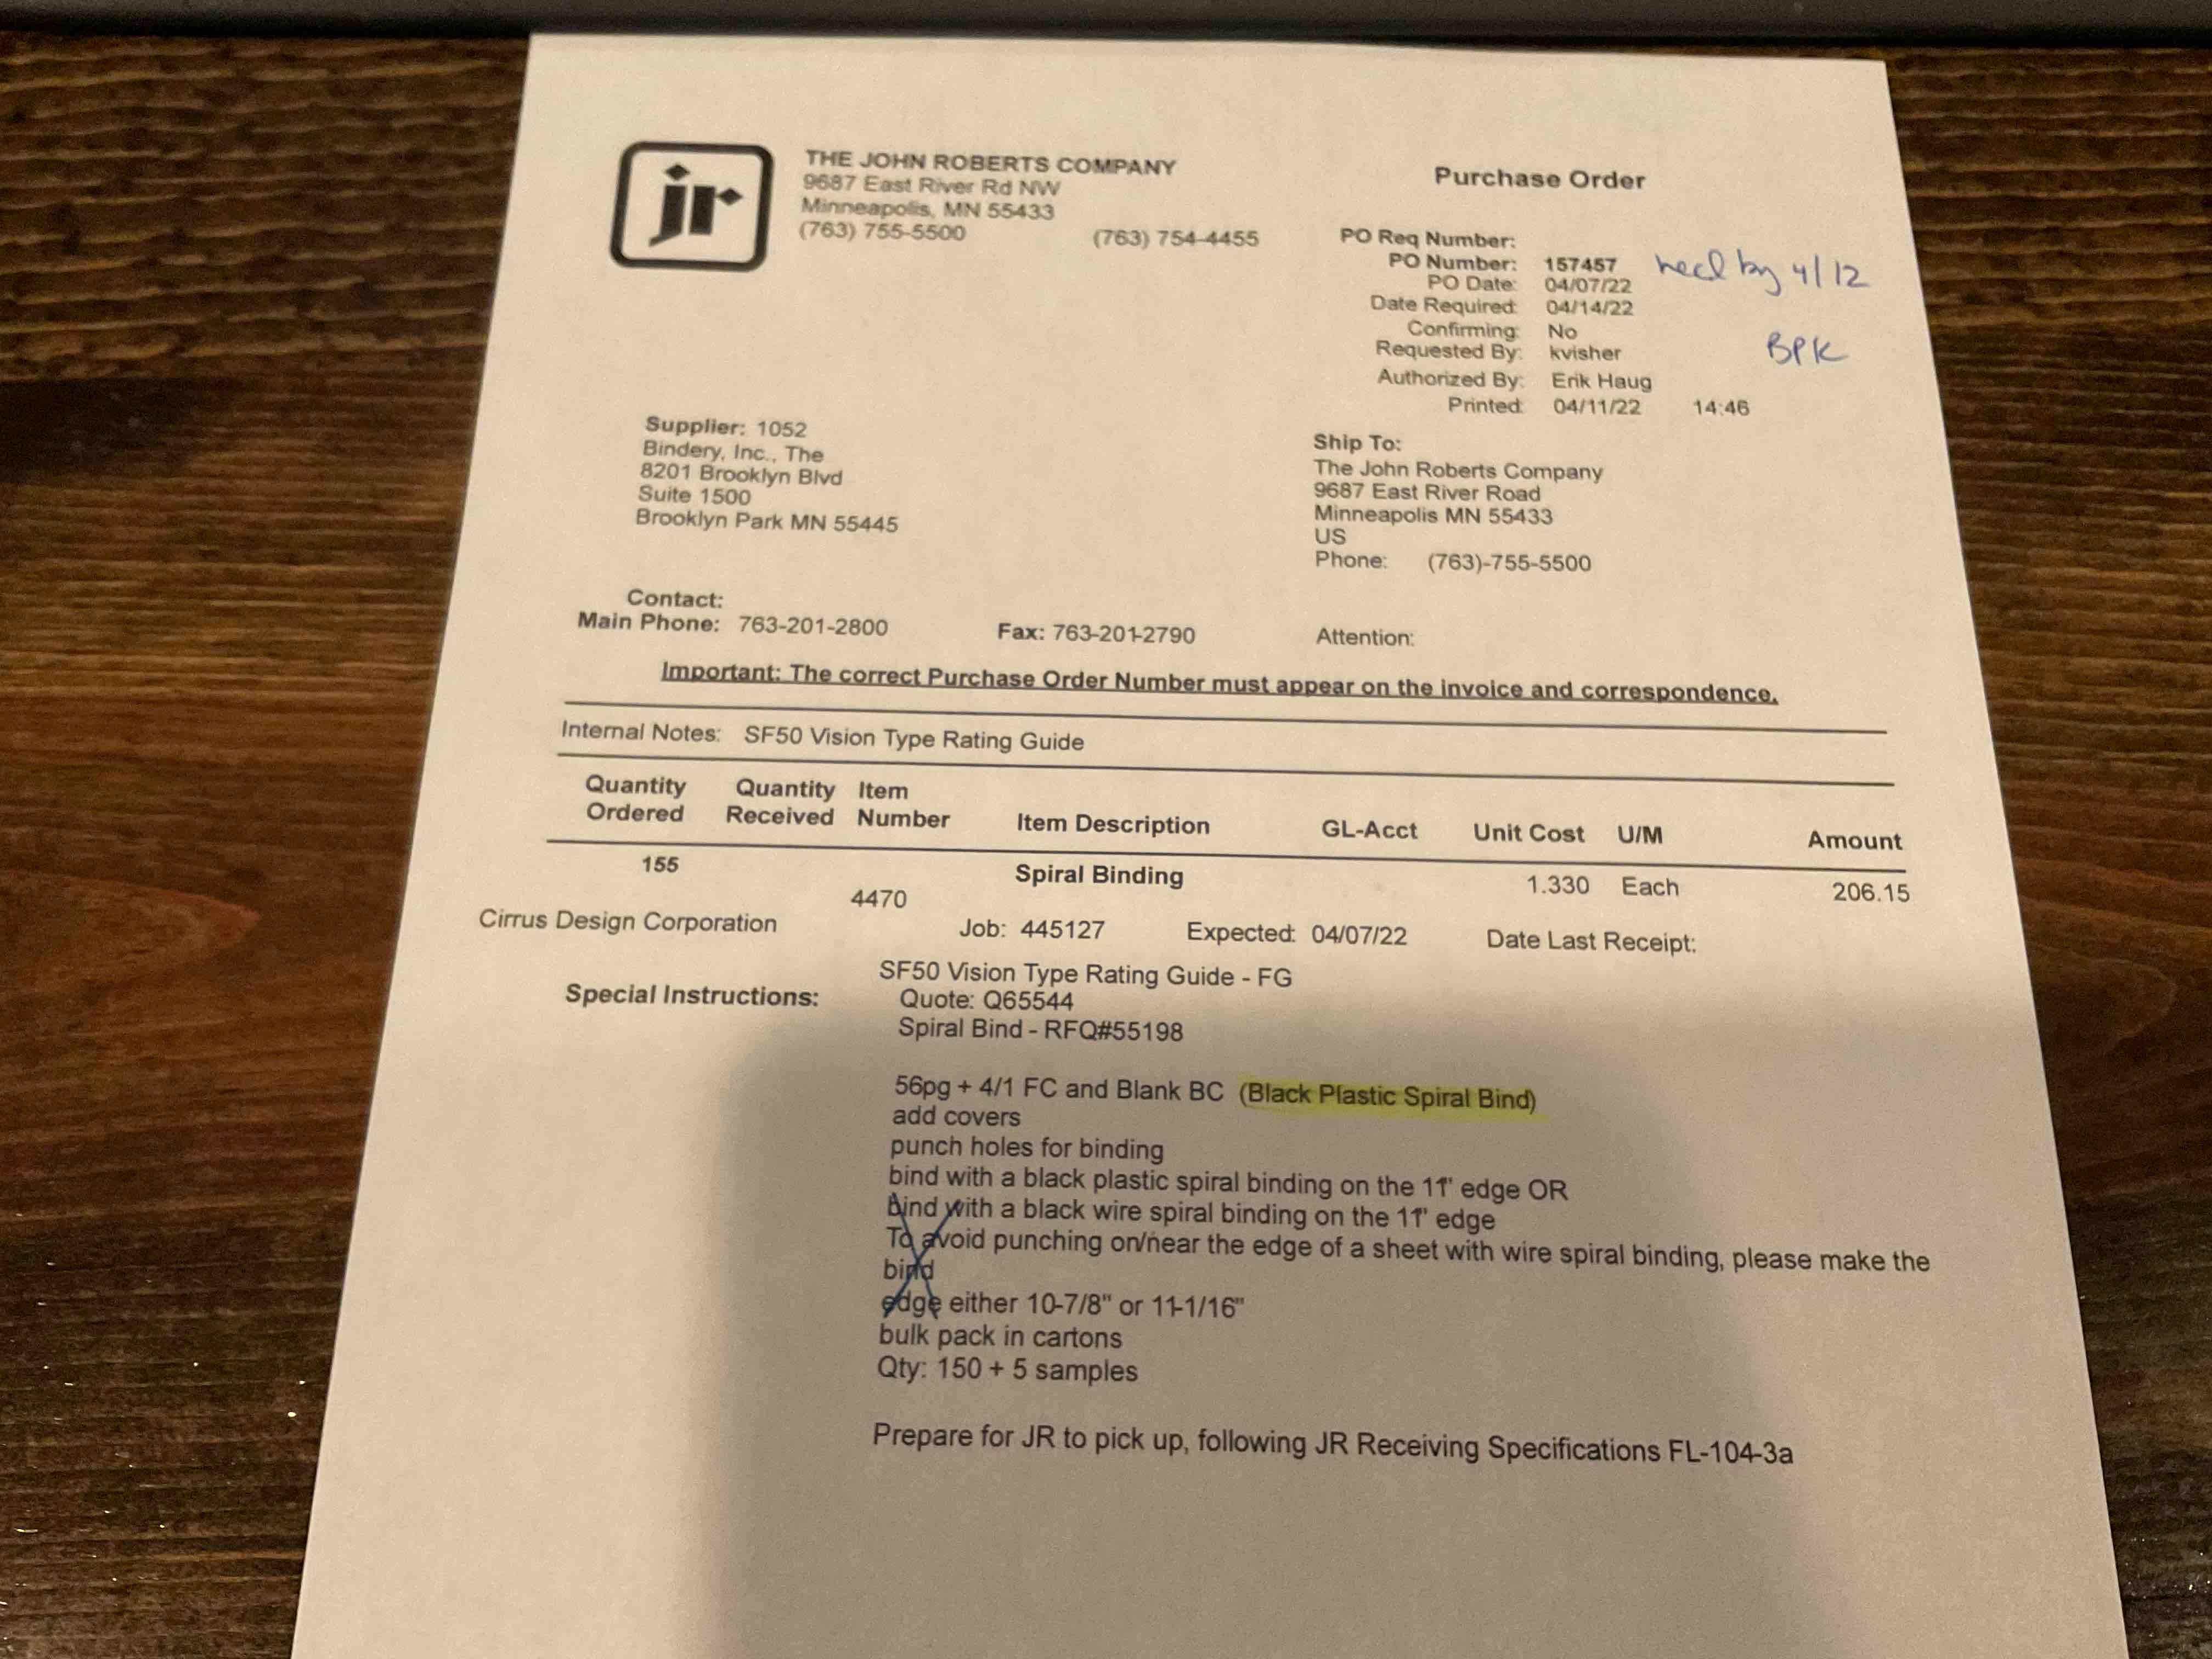 jr
THE JOHN ROBERTS COMPANY
9687 East River Rd NW
Minneapolis, MN 55433
(763) 755-5500 (763) 754-4455
Purchase Order
PO Req Number:
PO Number: 157457
PO Date: 04/07/22
Date Required: 04/14/22
Confirming: No
Requested By: kvisher
Authorized By: Erik Haug
Printed: 04/11/22 14:46
by 4/12
BPK
Supplier: 1052
Bindery, Inc., The
8201 Brooklyn Blvd
Suite 1500
Brooklyn Park MN 55445
Ship To:
The John Roberts Company
9687 East River Road
Minneapolis MN 55433
US
Phone: (763)-755-5500
Contact:
Main Phone: 763-201-2800 Fax: 763-201-2790 Attention:
Important: The correct Purchase Order Number must appear on the invoice and correspondence.
Internal Notes: SF50 Vision Type Rating Guide
Quantity Ordered Quantity Received Item Number Item Description GL-Acct Unit Cost U/M Amount
155 4470 Spiral Binding 1.330 Each 206.15
Cirrus Design Corporation Job: 445127 Expected: 04/07/22 Date Last Receipt:
SF50 Vision Type Rating Guide - FG
Special Instructions: Quote: Q65544
Spiral Bind - RFQ#55198
56pg + 4/1 FC and Blank BC (Black Plastic Spiral Bind)
add covers
punch holes for binding
bind with a black plastic spiral binding on the 11" edge OR
bind with a black wire spiral binding on the 11" edge
To avoid punching on/near the edge of a sheet with wire spiral binding, please make the
bind
edge either 10-7/8" or 11-1/16"
bulk pack in cartons
Qty: 150 + 5 samples
Prepare for JR to pick up, following JR Receiving Specifications FL-104-3a